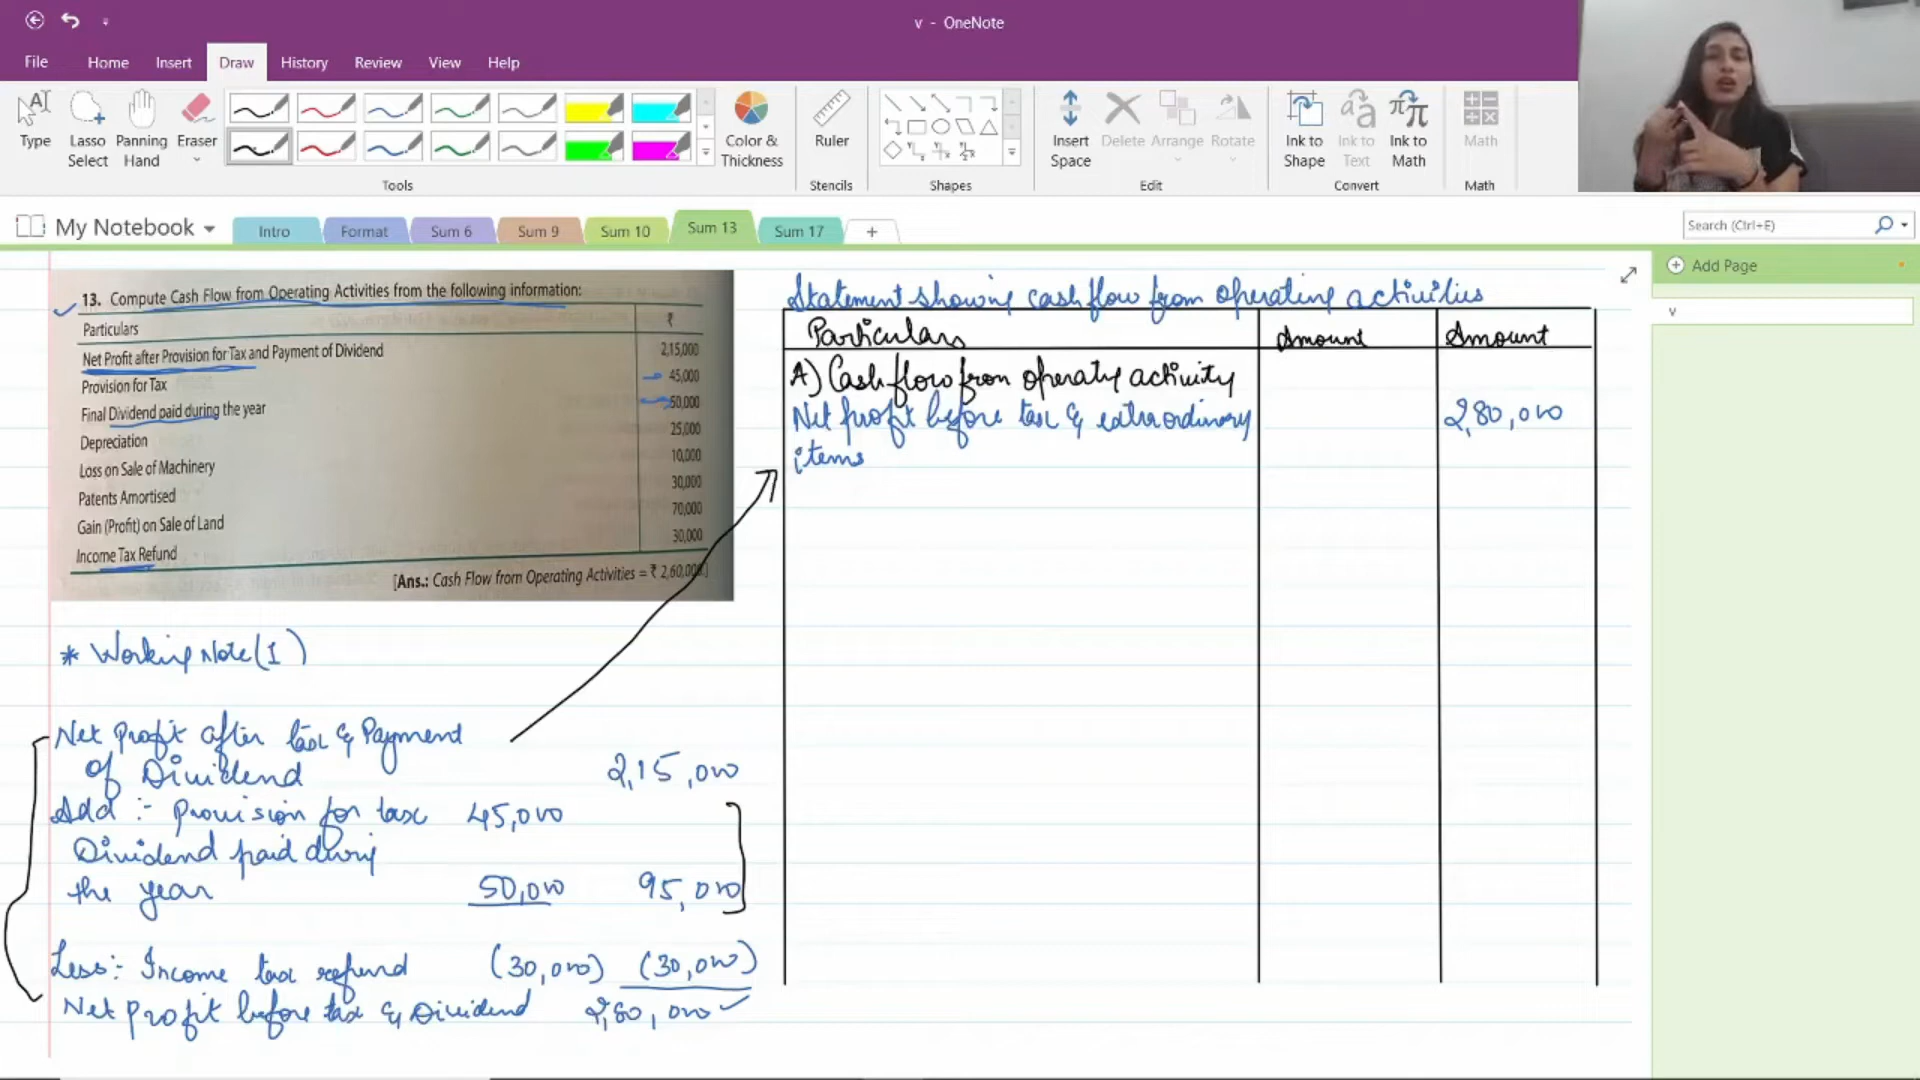 v - OneNote
File Home Insert Draw History Review View Help
Type
Lasso Select
Panning Hand
Eraser
Color & Thickness
Ruler
Insert Space
Delete Arrange Rotate
Ink to Shape
Ink to Text
Ink to Math
Math
Tools Stencils Shapes Edit Convert Math
My Notebook Intro Format Sum 6 Sum 9 Sum 10 Sum 13 Sum 17 +
Search (Ctrl+E)
Add Page
v
13. Compute Cash Flow from Operating Activities from the following information:
Particulars ₹
Net Profit after Provision for Tax and Payment of Dividend 2,15,000
Provision for Tax 45,000
Final Dividend paid during the year 50,000
Depreciation 25,000
Loss on Sale of Machinery 10,000
Patents Amortised 30,000
Gain (Profit) on Sale of Land 70,000
Income Tax Refund 30,000
[Ans.: Cash Flow from Operating Activities = ₹ 2,60,000.]
* Working Note (1)
Net Profit after tax & Payment
of Dividend 2,15,000
Add :- Provision for tax 45,000
Dividend paid during
the year 50,000 95,000
Less:- Income tax refund (30,000) (30,000)
Net Profit before tax & Dividend 2,80,000
Statement showing cash flow from operating activities
Particulars Amount Amount
A) Cash flow from operaty activity
Net profit before tax & extraordinary 2,80,000
items